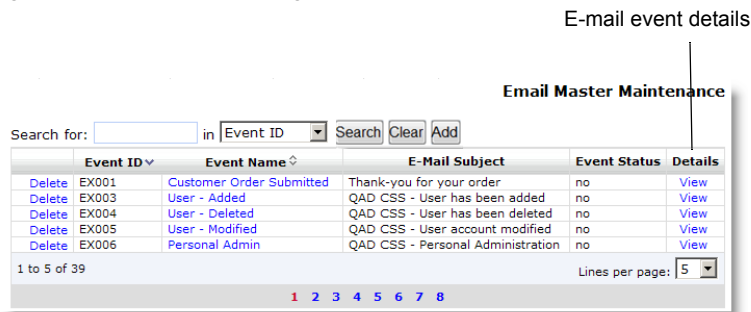 E-mail event details
Email Master Maintenance
Search for: in Event ID Search Clear Add
Event ID Event Name E-Mail Subject Event Status Details
Delete EX001 Customer Order Submitted Thank-you for your order no View
Delete EX003 User - Added QAD CSS - User has been added no View
Delete EX004 User - Deleted QAD CSS - User has been deleted no View
Delete EX005 User - Modified QAD CSS - User account modified no View
Delete EX006 Personal Admin QAD CSS - Personal Administration no View
1 to 5 of 39 Lines per page: 5
1 2 3 4 5 6 7 8